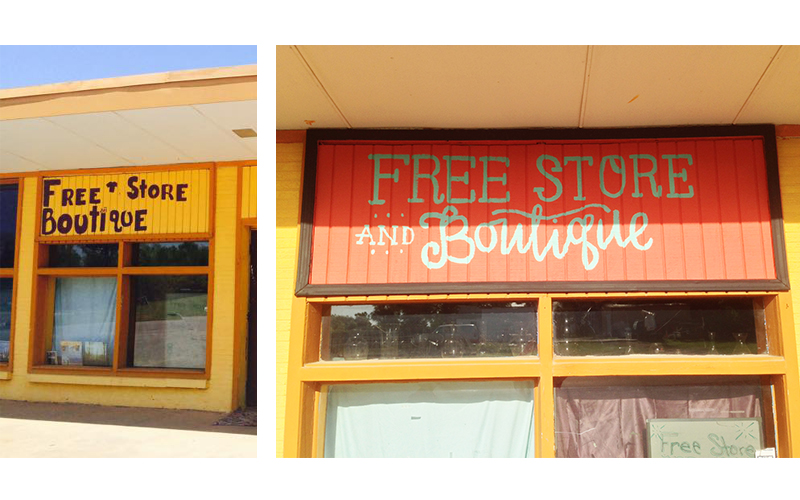 FREE + STORE
BOUTIQUE
FREE STORE
AND Boutique
Free Store